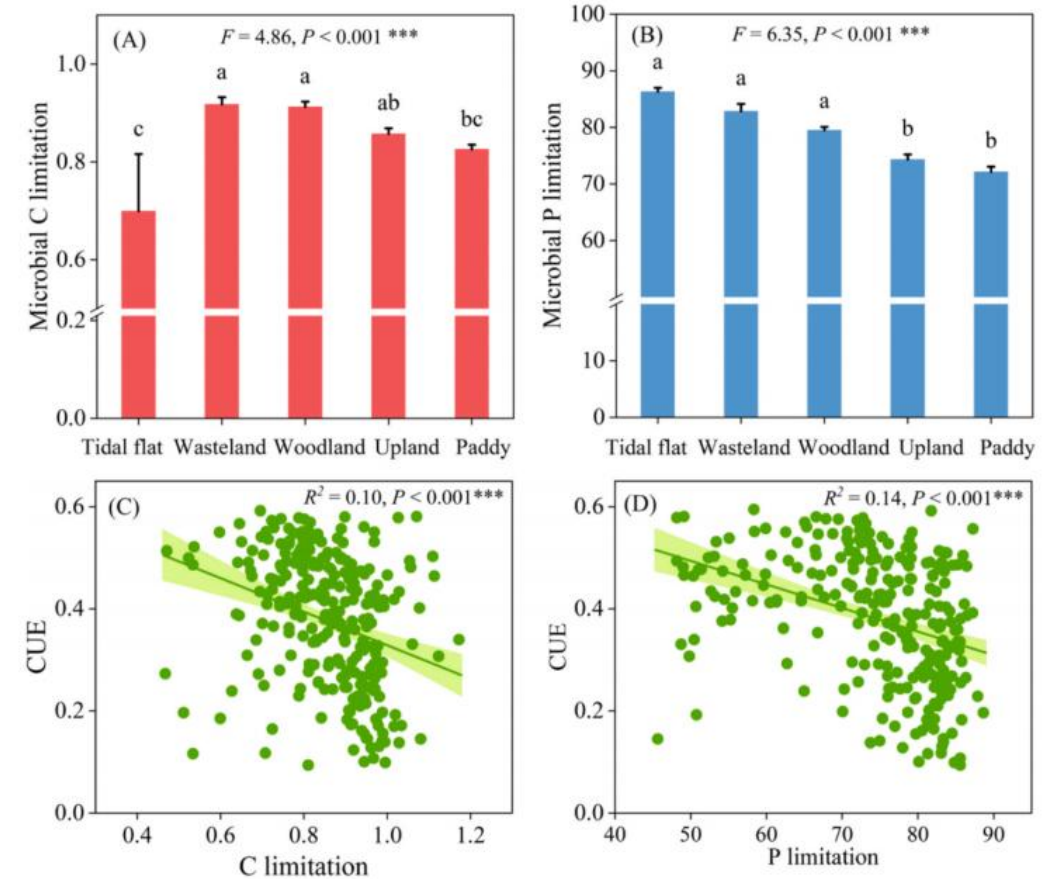 (A)
F = 4.86, P < 0.001 ***
Microbial C limitation
1.0
0.8
0.6
0.2
0.0
c
a
a
ab
bc
Tidal flat Wasteland Woodland Upland Paddy
(B)
F = 6.35, P < 0.001 ***
Microbial P limitation
100
90
80
70
60
10
0
a
a
a
b
b
Tidal flat Wasteland Woodland Upland Paddy
(C)
R² = 0.10, P < 0.001***
CUE
0.6
0.4
0.2
0.0
0.4 0.6 0.8 1.0 1.2
C limitation
(D)
R² = 0.14, P < 0.001***
CUE
0.6
0.4
0.2
0.0
40 50 60 70 80 90
P limitation